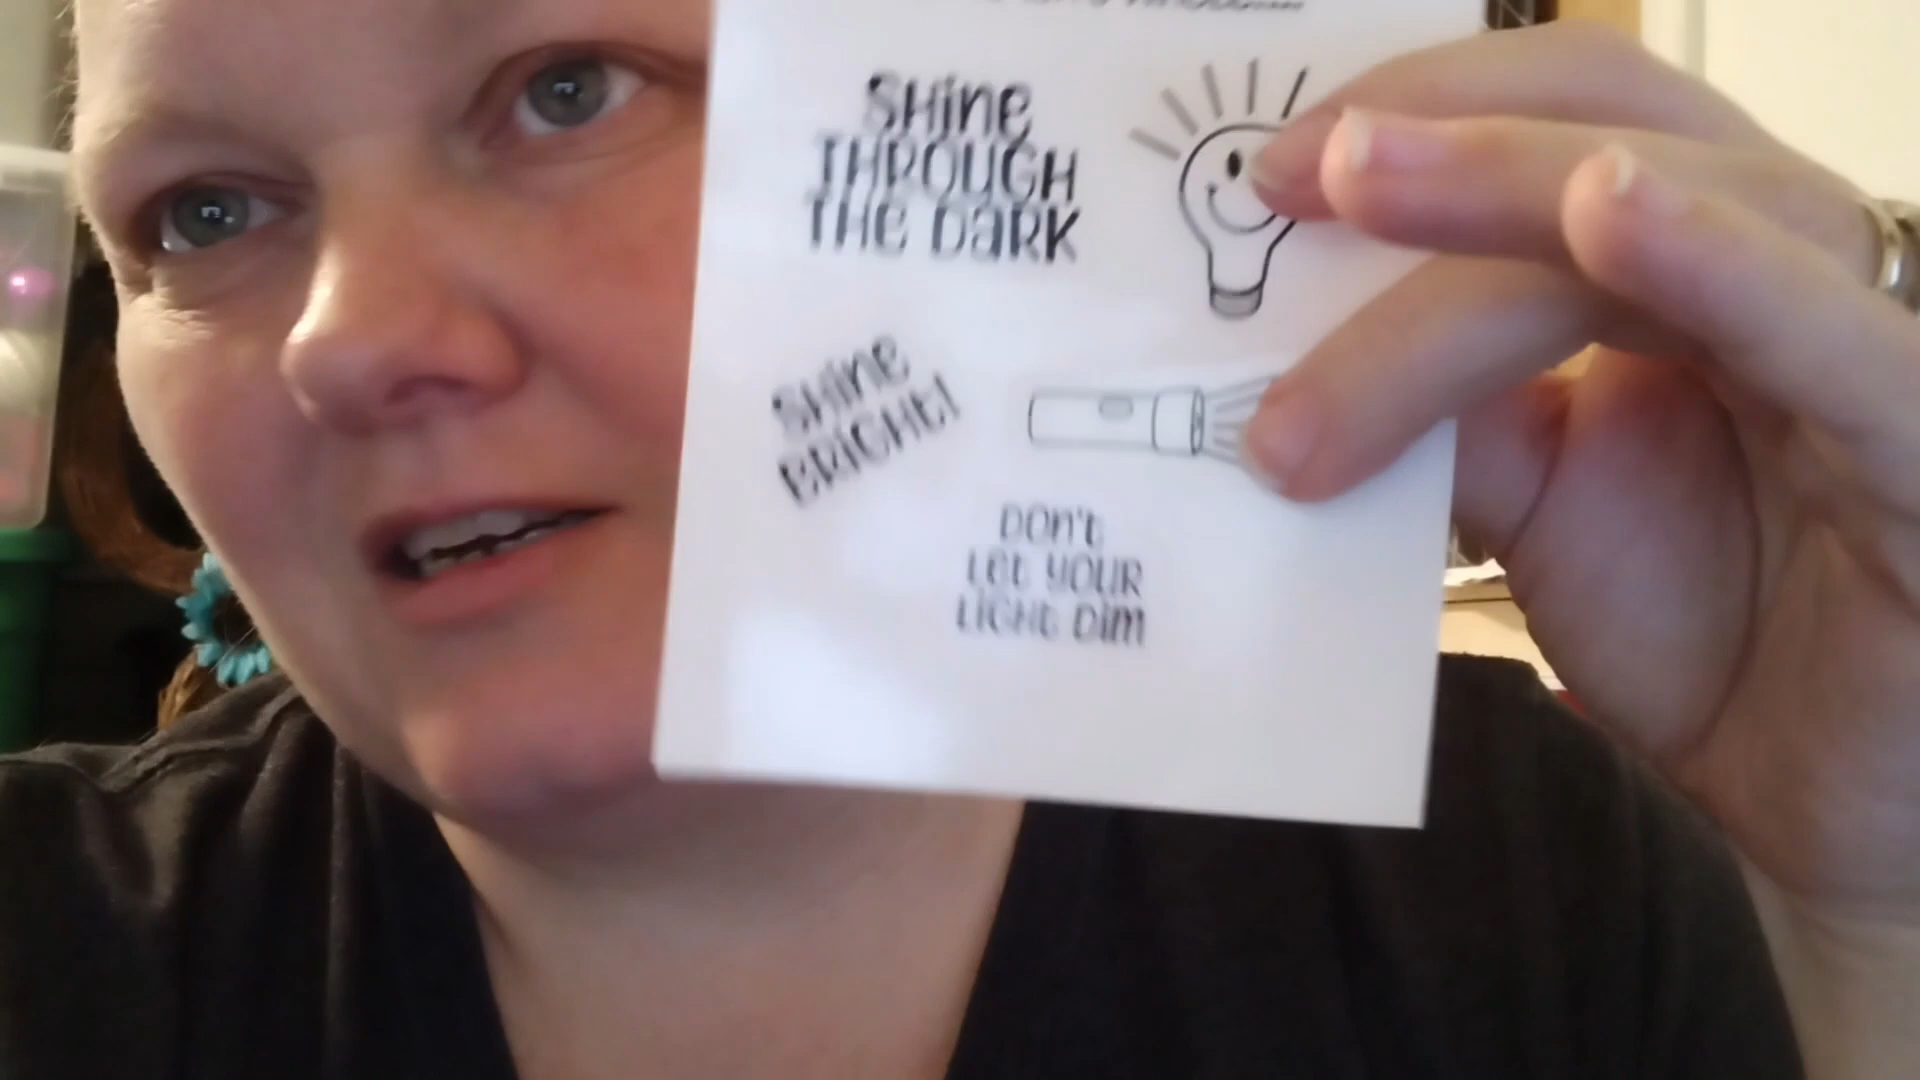 SHine
THROUGH
THE DaRK
SHine
BRIGHT!
DOn't
LET YOUR
LIGHT DIM